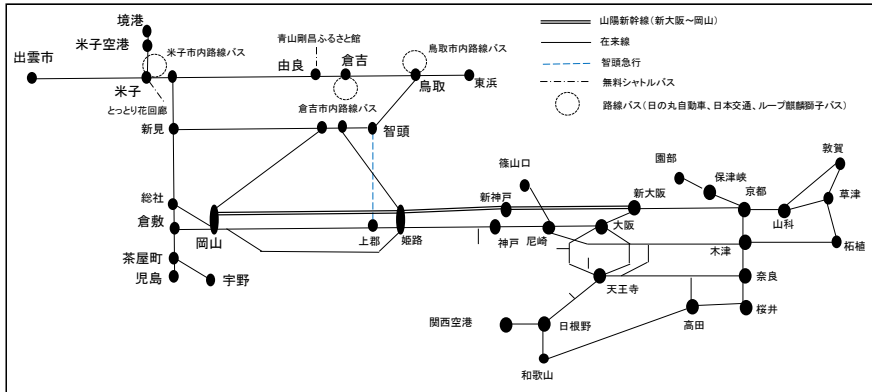 境港
米子空港
米子市内路線バス
出雲市
米子
とっとり花回廊
青山剛昌ふるさと館
由良
倉吉
倉吉市内路線バス
鳥取市内路線バス
鳥取
東浜
山陽新幹線(新大阪~岡山)
在来線
智頭急行
無料シャトルバス
路線バス(日の丸自動車、日本交通、ループ麒麟獅子バス)
新見
智頭
総社
倉敷
岡山
茶屋町
児島
宇野
上郡
姫路
篠山口
新神戸
新大阪
神戸
尼崎
大阪
園部
保津峡
京都
山科
敦賀
草津
柘植
木津
天王寺
奈良
関西空港
日根野
高田
桜井
和歌山